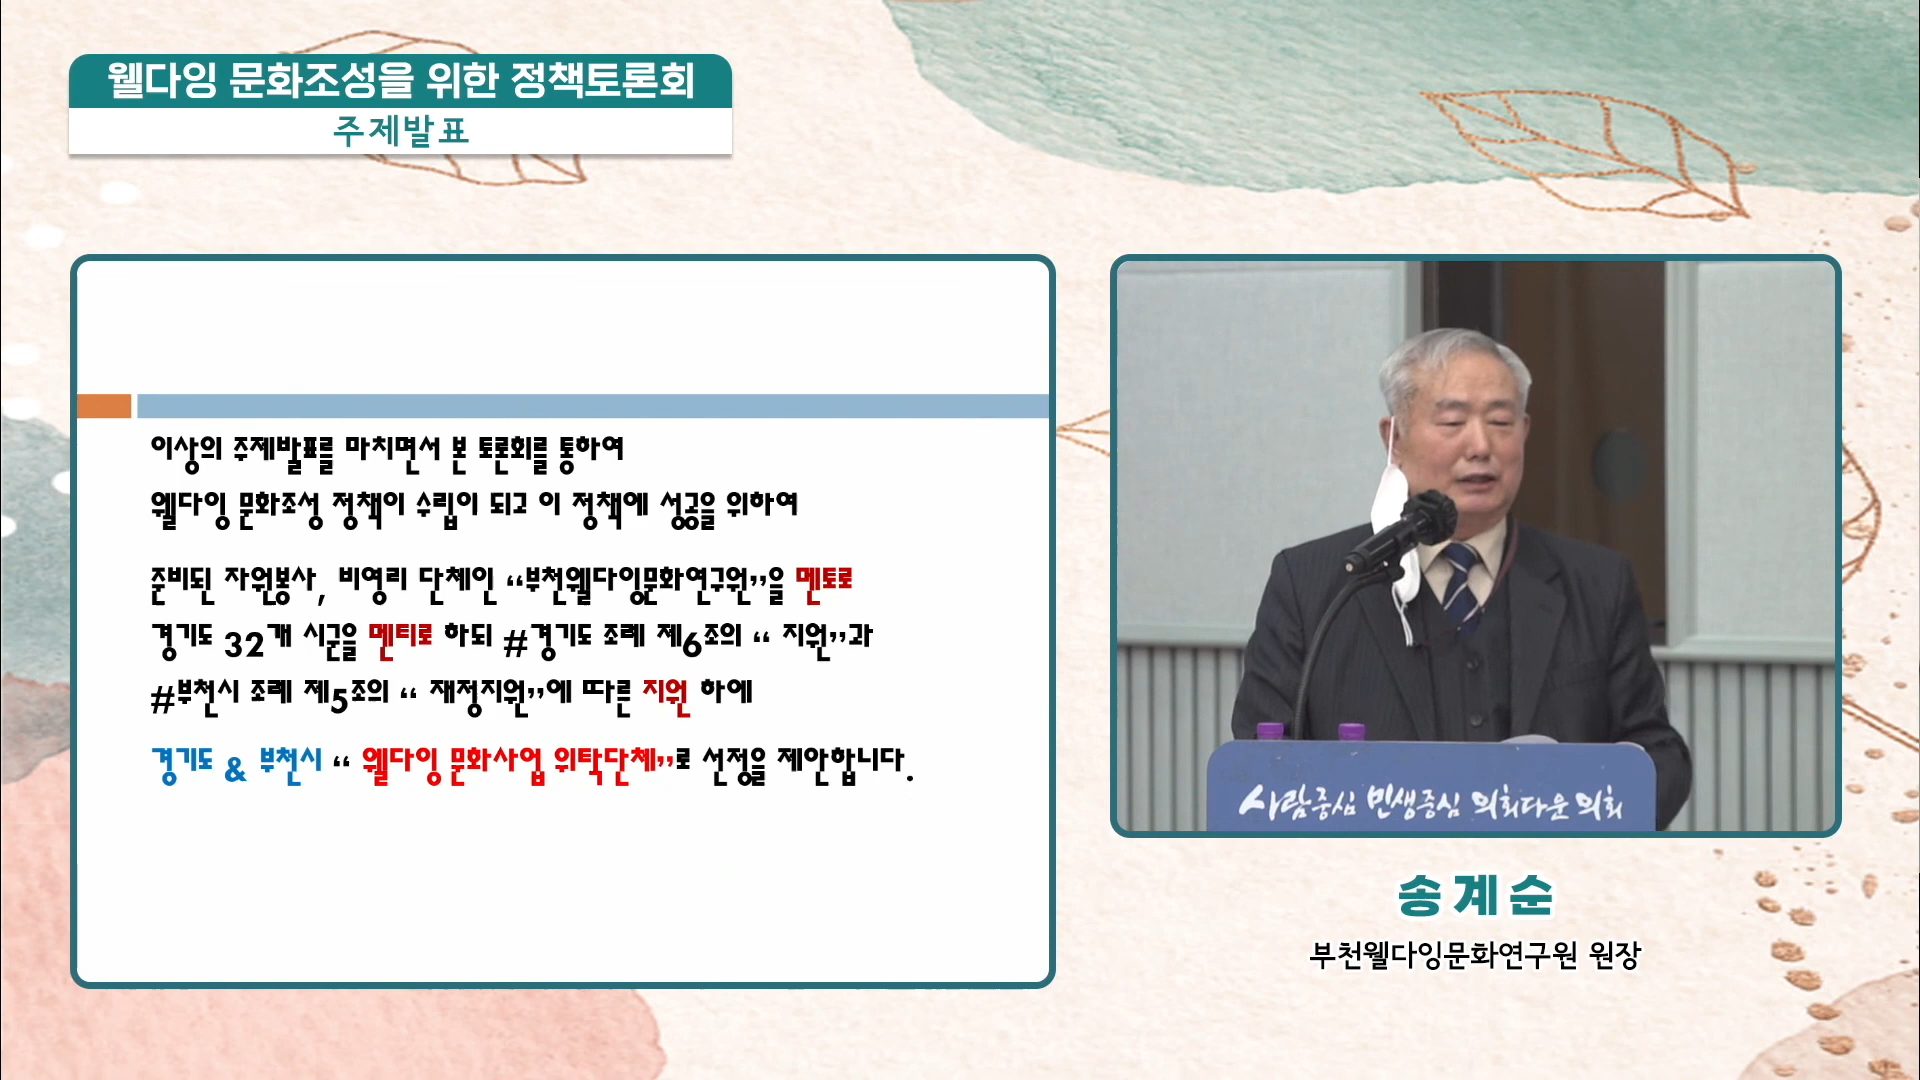 웰다잉 문화조성을 위한 정책토론회
주제발표
이상의 주제발표를 마치면서 본 토론회를 통하여
웰다잉 문화조성 정책이 수립이 되고 이 정책에 성공을 위하여
준비된 자원봉사, 비영리 단체인 “부천웰다잉문화연구원”을 멘토로
경기도 32개 시군을 멘티로 하되 #경기도 조례 제6조의 “ 지원”과
#부천시 조례 제5조의 “ 재정지원”에 따른 지원 하에
경기도 & 부천시 “ 웰다잉 문화사업 위탁단체”로 선정을 제안합니다.
사람중심 민생중심 의회다운 의회
송계순
부천웰다잉문화연구원 원장